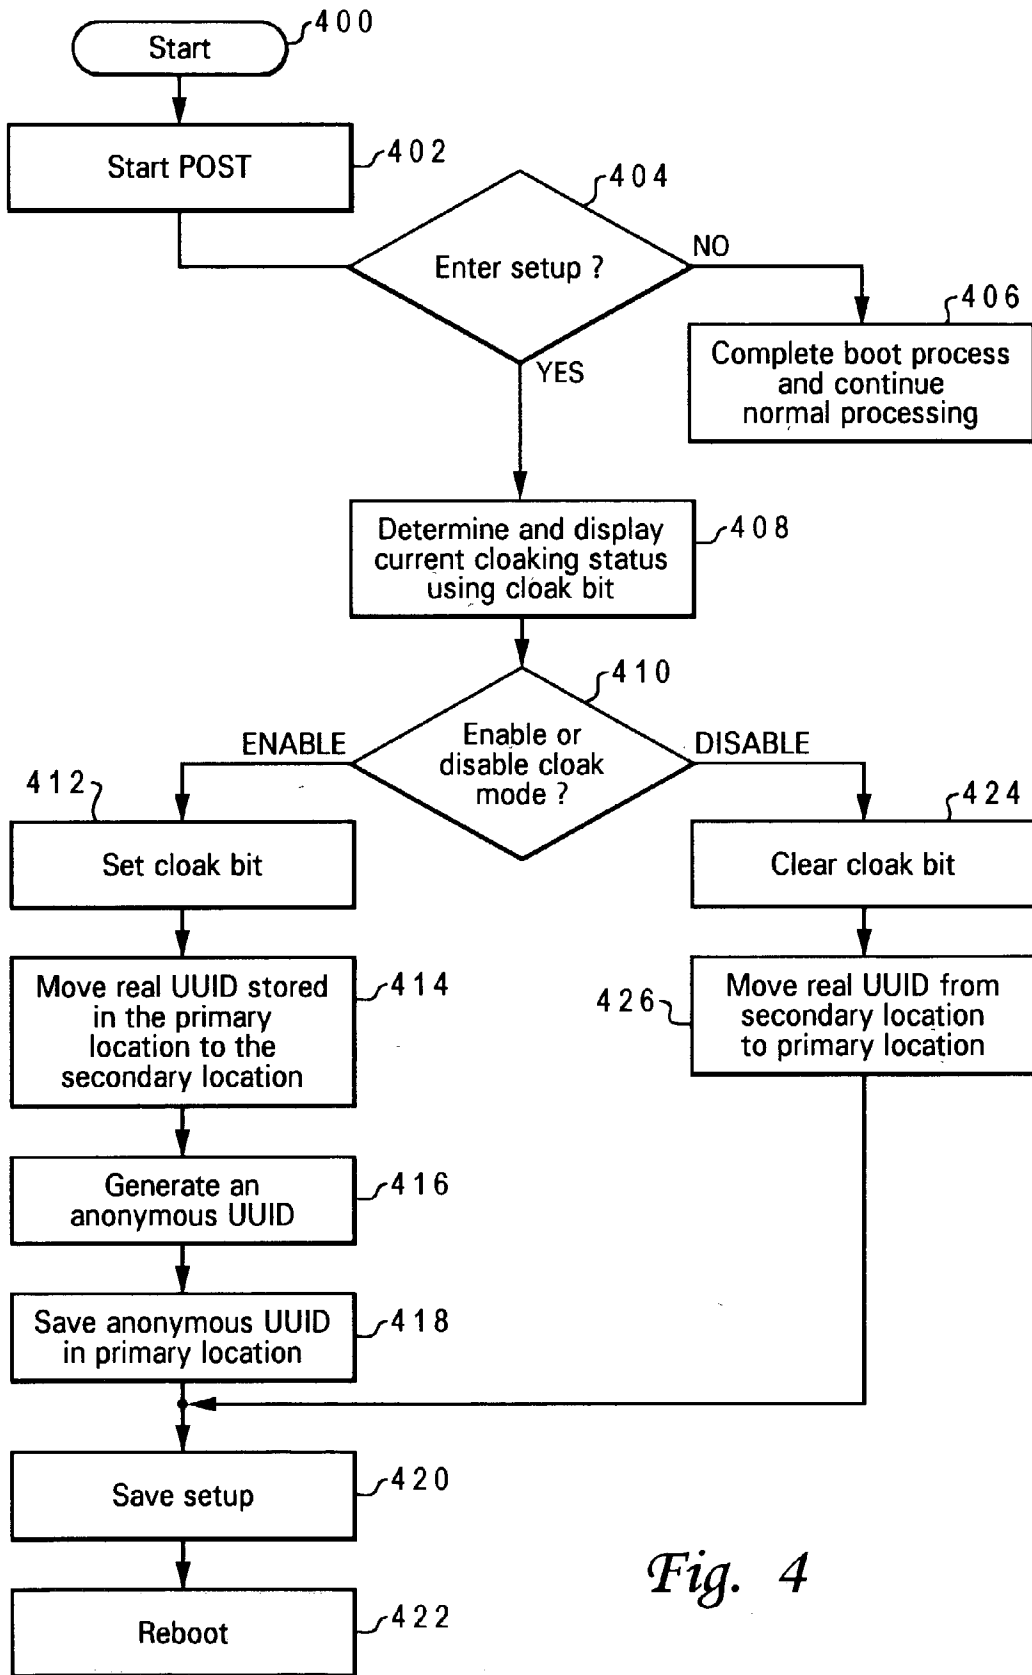 400
Start
Start POST
402
404
Enter setup ?
NO
406
Complete boot process
and continue
normal processing
YES
Determine and display
current cloaking status
using cloak bit
408
410
Enable or
disable cloak
mode ?
ENABLE
DISABLE
412
Set cloak bit
424
Clear cloak bit
Move real UUID stored
in the primary
location to the
secondary location
414
426
Move real UUID from
secondary location
to primary location
Generate an
anonymous UUID
416
Save anonymous UUID
in primary location
418
Save setup
420
Reboot
422
Fig. 4